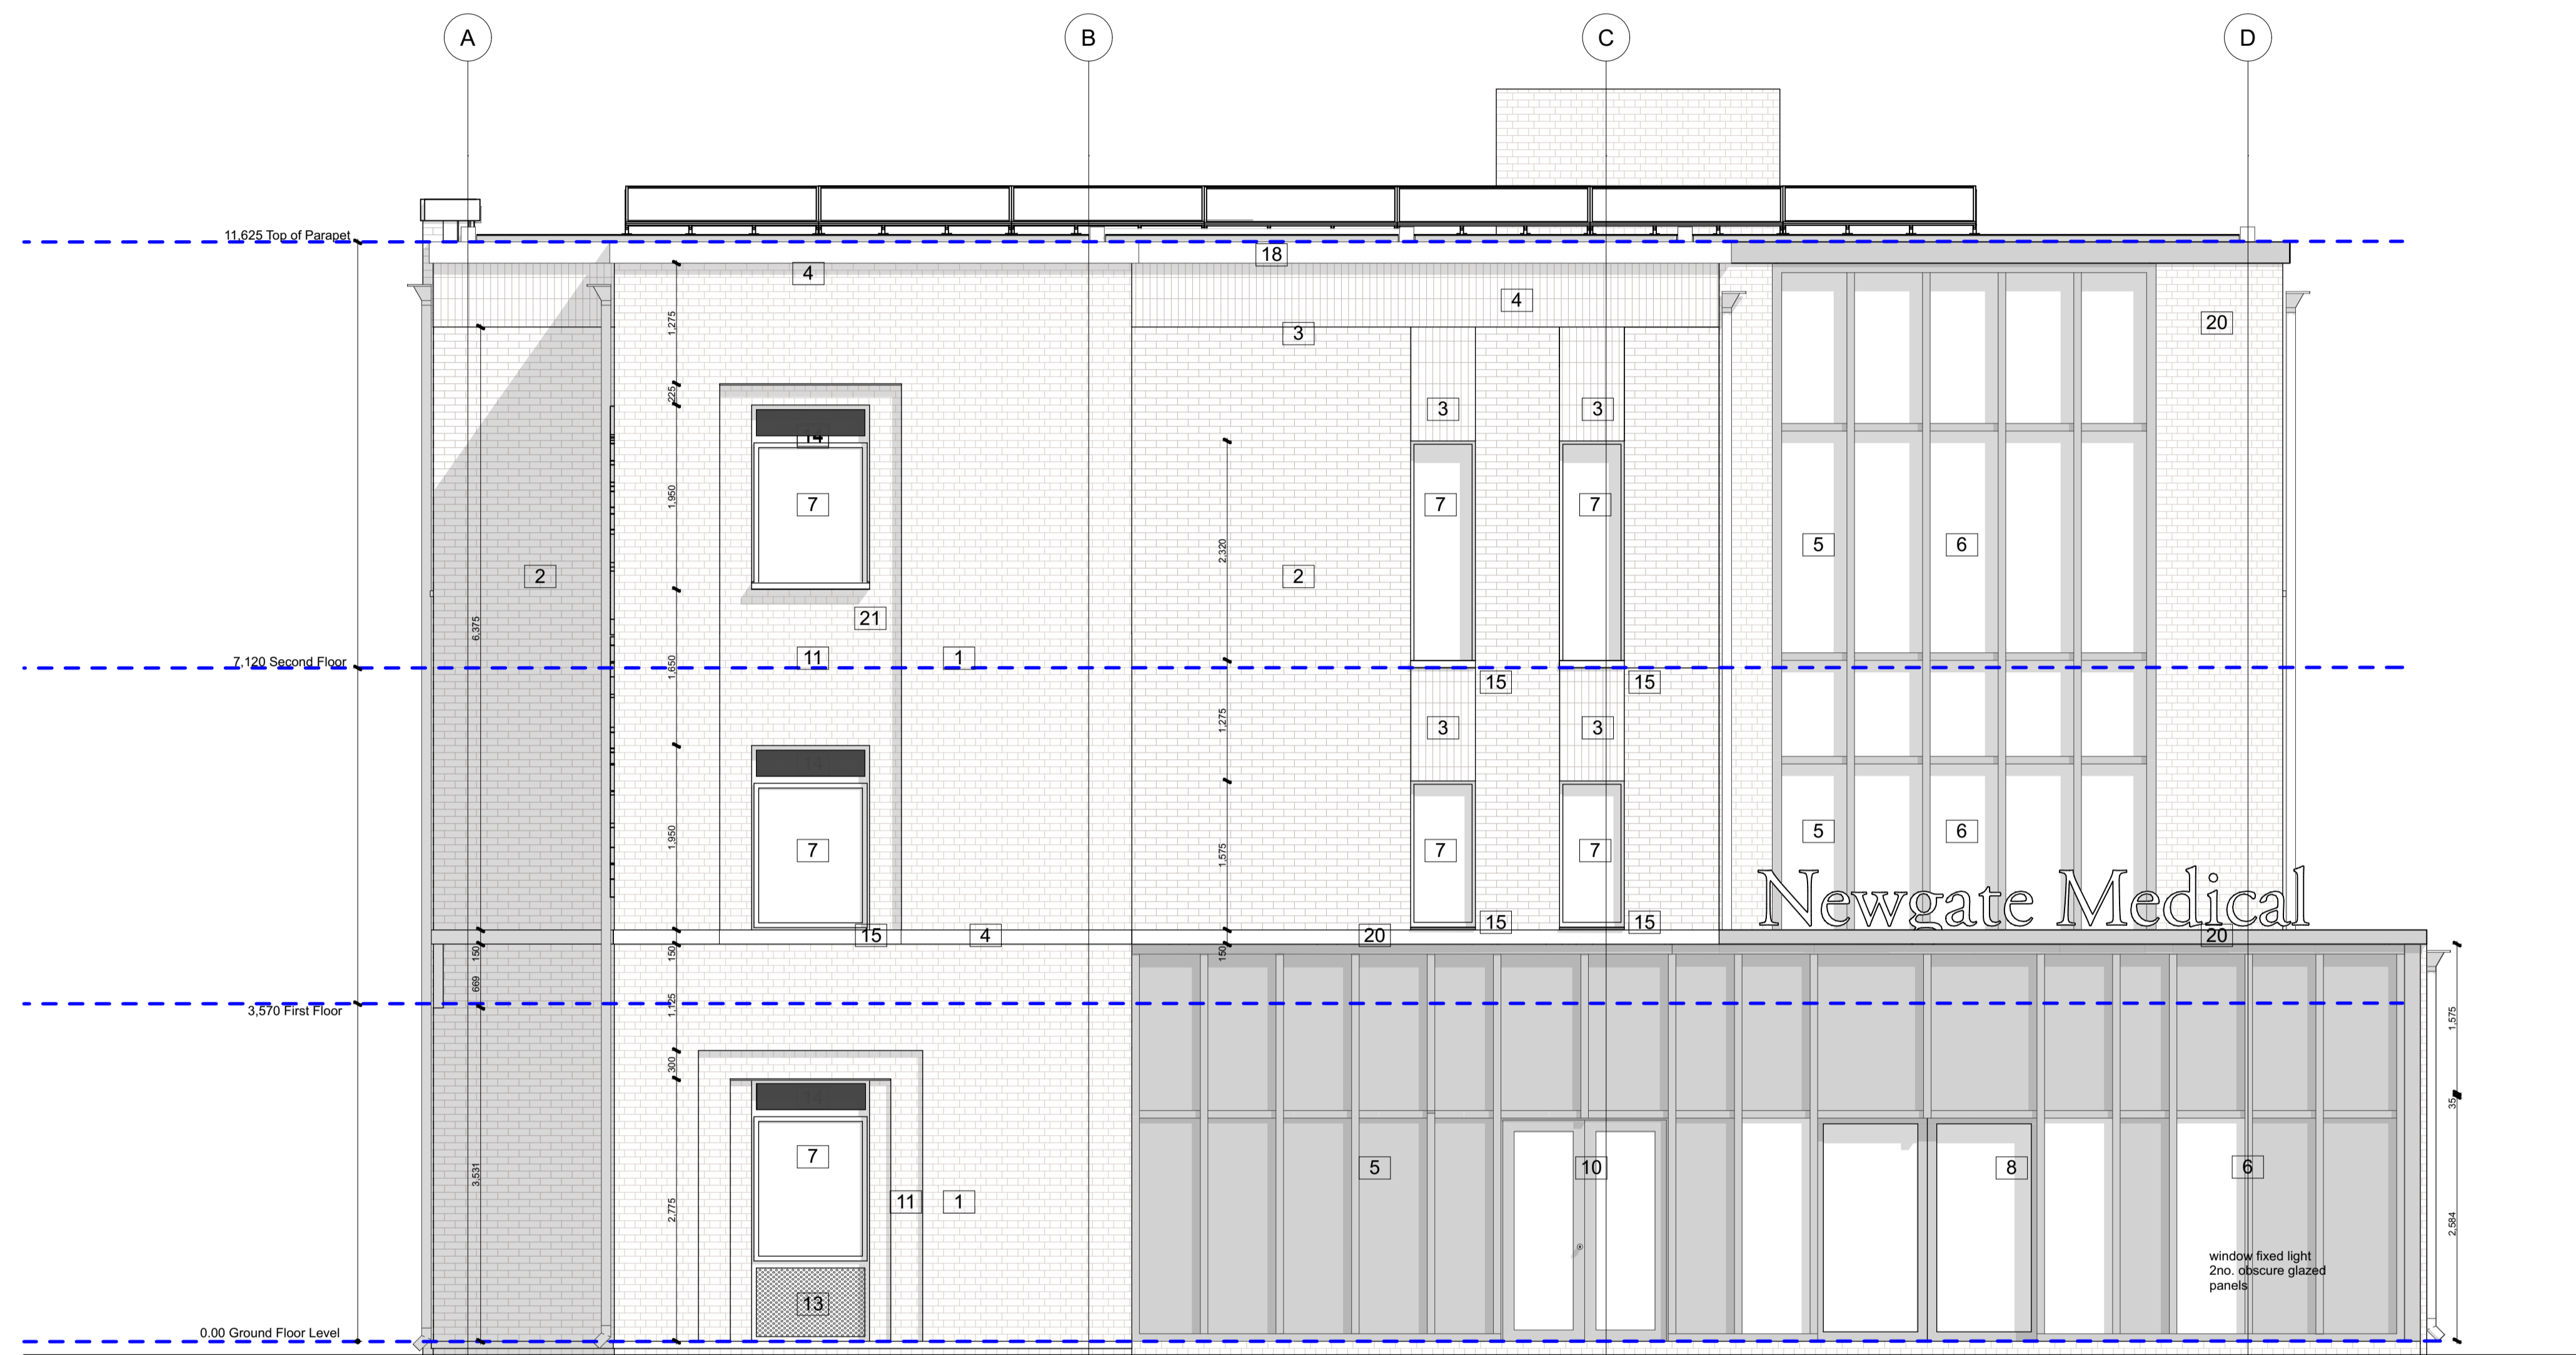 A B C D
11,625 Top of Parapet
18
4
4
20
1,275
3
225
3 3
14
7 7 7
1,950
2,320
5 6
2 2
21
6,375
11 1
7,120 Second Floor
1,650
15 15
1,275
3 3
5 6
7 7 7
1,950
1,575
Newgate Medical
15 4 20 15 15 20
150 150 150
669
3,570 First Floor
1,125
1,575
300
35
7
5 10 8 6
3,531
11 1
2,775
2,584
window fixed light
2no. obscure glazed
panels
13
0.00 Ground Floor Level